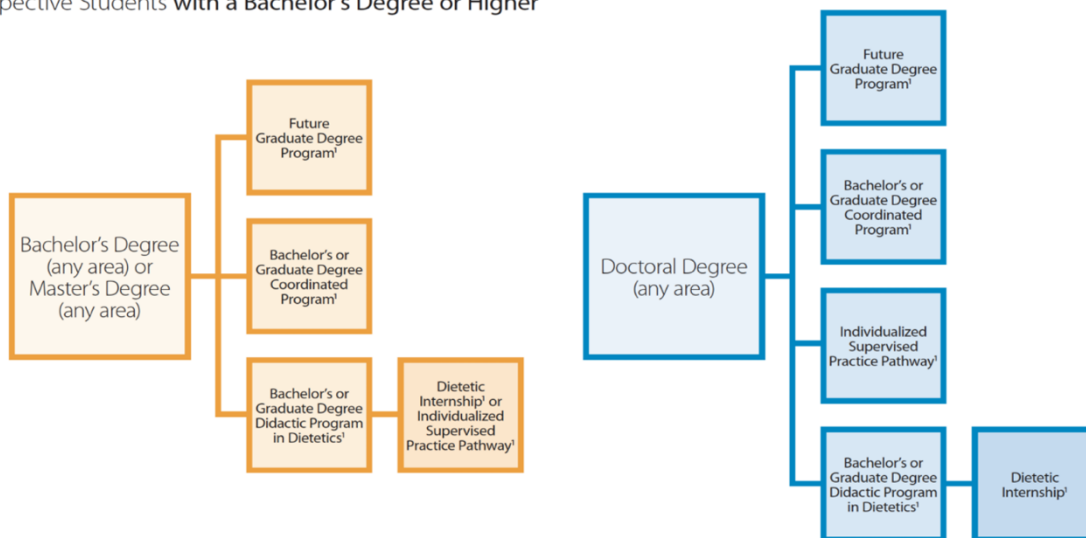 pective Students with a Bachelor's Degree or Higher
Bachelor's Degree
(any area) or
Master's Degree
(any area)
Future
Graduate Degree
Program¹
Bachelor's or
Graduate Degree
Coordinated
Program¹
Bachelor's or
Graduate Degree
Didactic Program
in Dietetics¹
Dietetic
Internship¹ or
Individualized
Supervised
Practice Pathway¹
Doctoral Degree
(any area)
Future
Graduate Degree
Program¹
Bachelor's or
Graduate Degree
Coordinated
Program¹
Individualized
Supervised
Practice Pathway¹
Bachelor's or
Graduate Degree
Didactic Program
in Dietetics¹
Dietetic
Internship¹